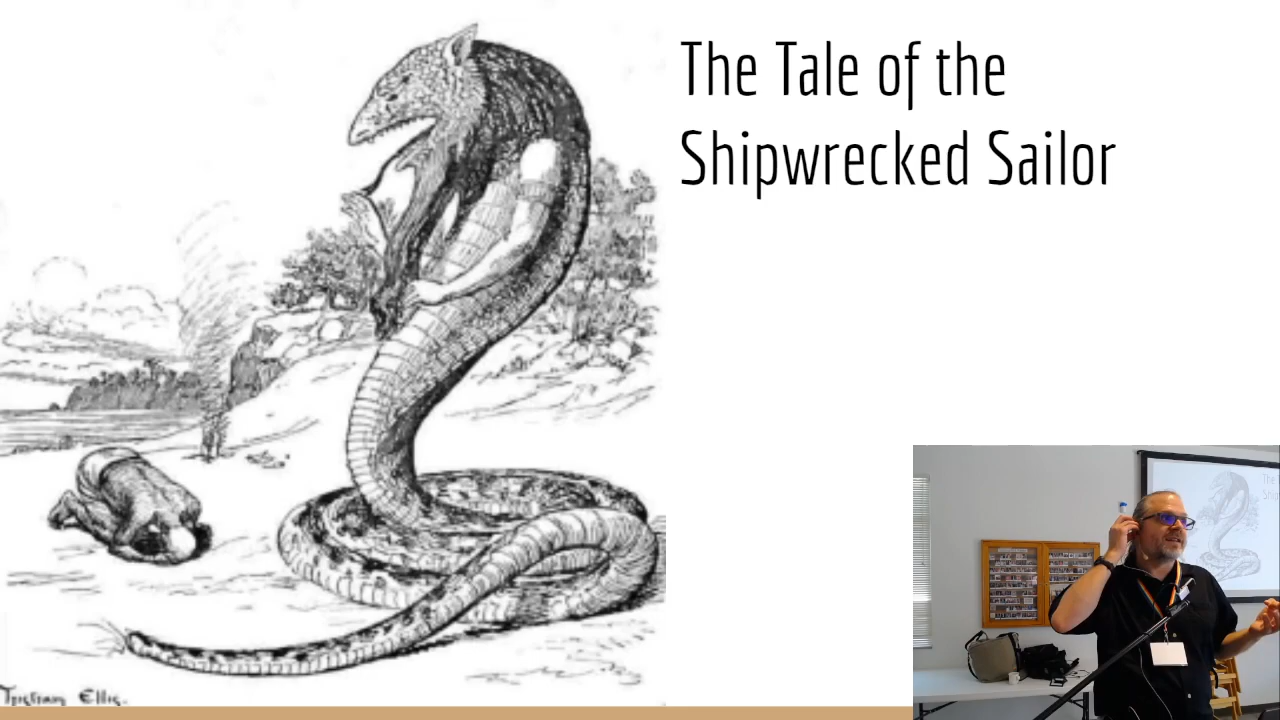 The Tale of the
Shipwrecked Sailor
Tristram Ellis.